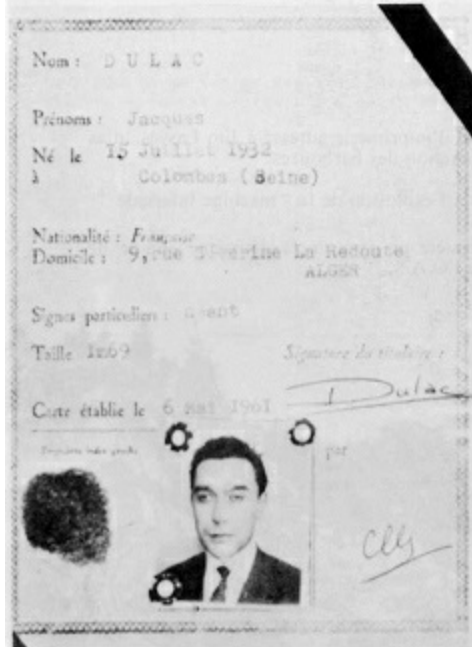 Nom : DULAC
Prénoms : Jacques
Né le 15 Juillet 1932
à Colombes (Seine)
Nationalité : Française
Domicile : 9, rue Séverine La Redoute
ALGER
Signes particuliers : néant
Taille 1m69
Signature du titulaire :
Dulac
Carte établie le 6 mai 1961
par